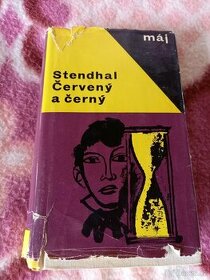 máj
Stendhal
Červený
a černý